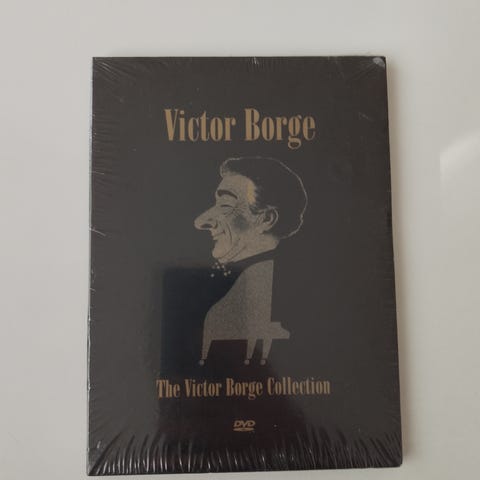 Victor Borge
The Victor Borge Collection
DVD